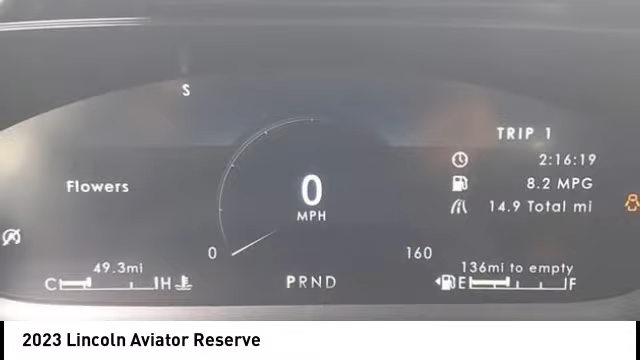 S
TRIP 1
2:16:19
Flowers
8.2 MPG
0
MPH
14.9 Total mi
0
160
49.3mi
136mi to empty
C H
PRND
E F
2023 Lincoln Aviator Reserve